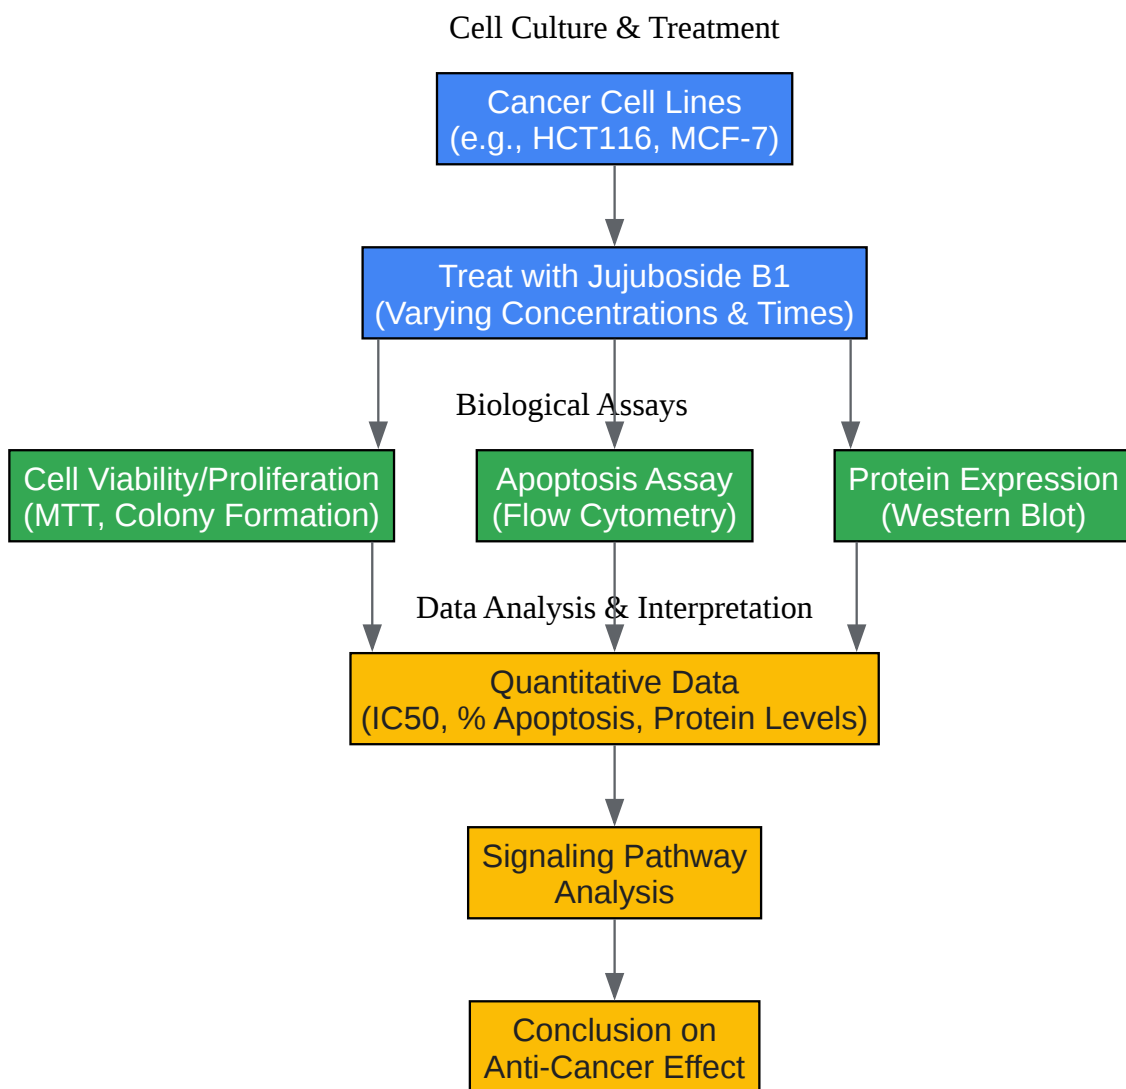 Cell Culture & Treatment
Cancer Cell Lines
(e.g., HCT116, MCF-7)
Treat with Jujuboside B1
(Varying Concentrations & Times)
Biological Assays
Cell Viability/Proliferation
(MTT, Colony Formation)
Apoptosis Assay
(Flow Cytometry)
Protein Expression
(Western Blot)
Data Analysis & Interpretation
Quantitative Data
(IC50, % Apoptosis, Protein Levels)
Signaling Pathway
Analysis
Conclusion on
Anti-Cancer Effect